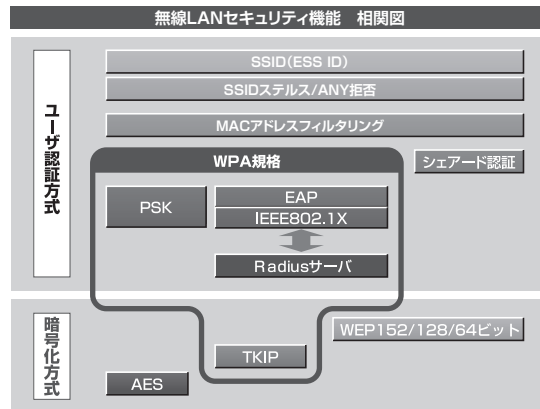 無線LANセキュリティ機能 相関図
ユーザ認証方式
SSID(ESS ID)
SSIDステルス/ANY拒否
MACアドレスフィルタリング
WPA規格
シェアード認証
PSK
EAP
IEEE802.1X
Radiusサーバ
暗号化方式
WEP152/128/64ビット
TKIP
AES